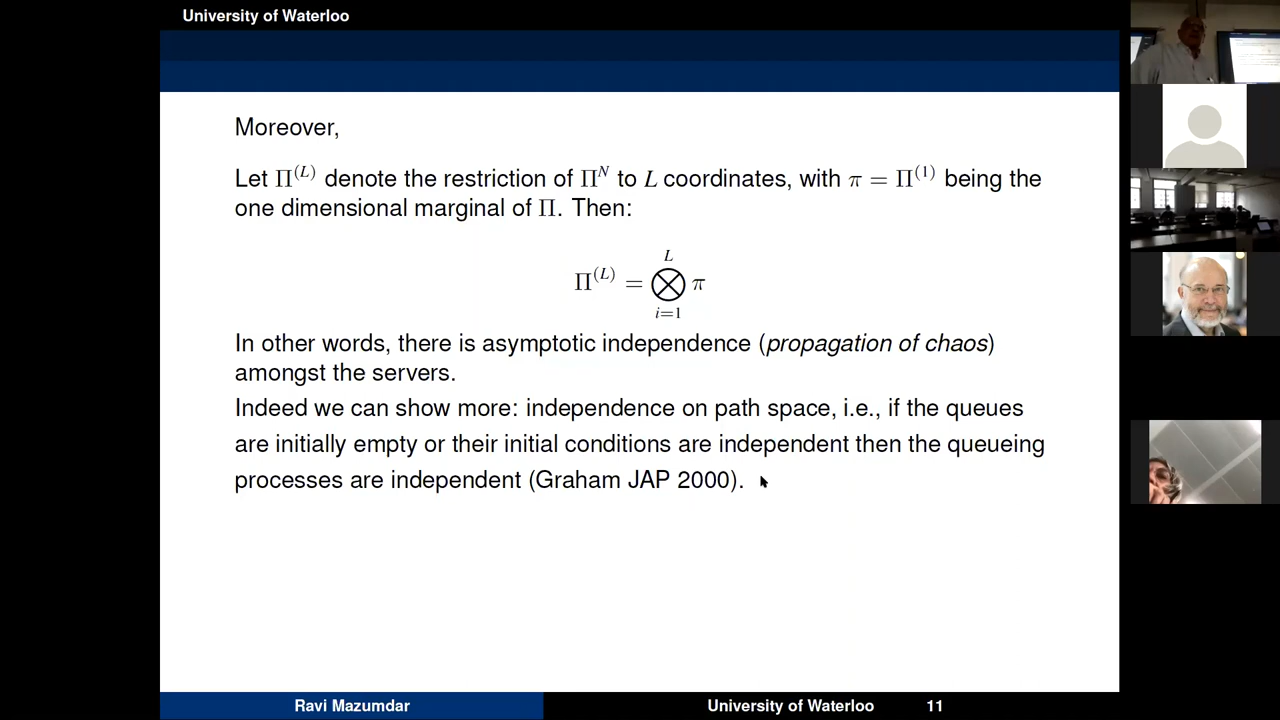 University of Waterloo
Moreover,
Let Π^(L) denote the restriction of Π^N to L coordinates, with π = Π^(1) being the
one dimensional marginal of Π. Then:
Π^(L) = ⨂_{i=1}^{L} π
In other words, there is asymptotic independence (propagation of chaos)
amongst the servers.
Indeed we can show more: independence on path space, i.e., if the queues
are initially empty or their initial conditions are independent then the queueing
processes are independent (Graham JAP 2000).
Ravi Mazumdar
University of Waterloo
11